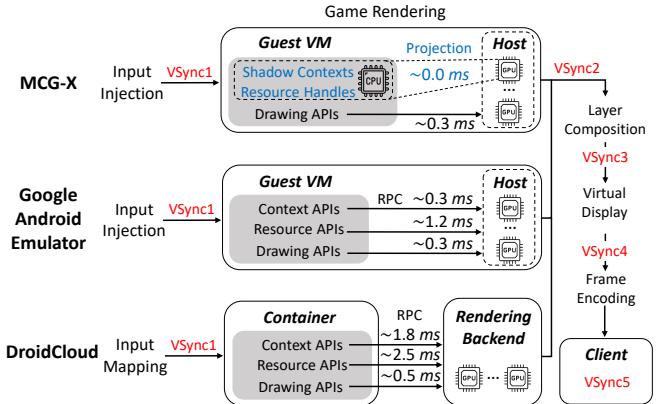 Game Rendering
MCG-X
Input
Injection
VSync1
Guest VM
Shadow Contexts
Resource Handles
CPU
Drawing APIs
Projection
~0.0 ms
~0.3 ms
Host
GPU
...
GPU
VSync2
Layer
Composition
VSync3
Virtual
Display
VSync4
Frame
Encoding
Client
VSync5
Google
Android
Emulator
Input
Injection
VSync1
Guest VM
Context APIs
Resource APIs
Drawing APIs
RPC
~0.3 ms
~1.2 ms
~0.3 ms
Host
GPU
...
GPU
DroidCloud
Input
Mapping
VSync1
Container
Context APIs
Resource APIs
Drawing APIs
RPC
~1.8 ms
~2.5 ms
~0.5 ms
Rendering
Backend
GPU ... GPU